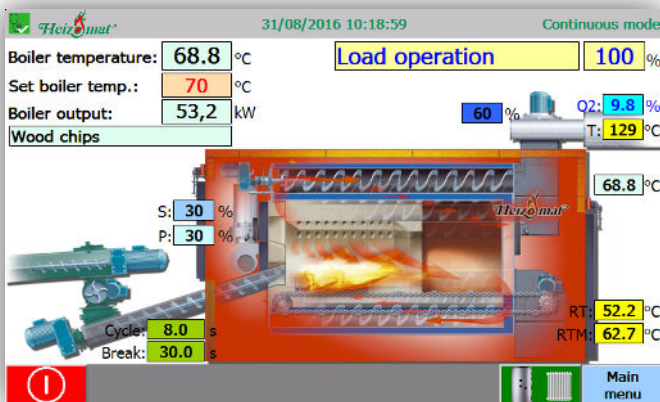 Heizomat
31/08/2016 10:18:59
Continuous mode
Boiler temperature: 68.8 °C
Load operation 100 %
Set boiler temp.: 70 °C
Boiler output: 53,2 kW
60 %
O2: 9.8 %
Wood chips
T: 129 °C
68.8 °C
S: 30 %
Heizomat
P: 30 %
RT: 52.2 °C
Cycle: 8.0 s
RTM: 62.7 °C
Break: 30.0 s
Main
menu